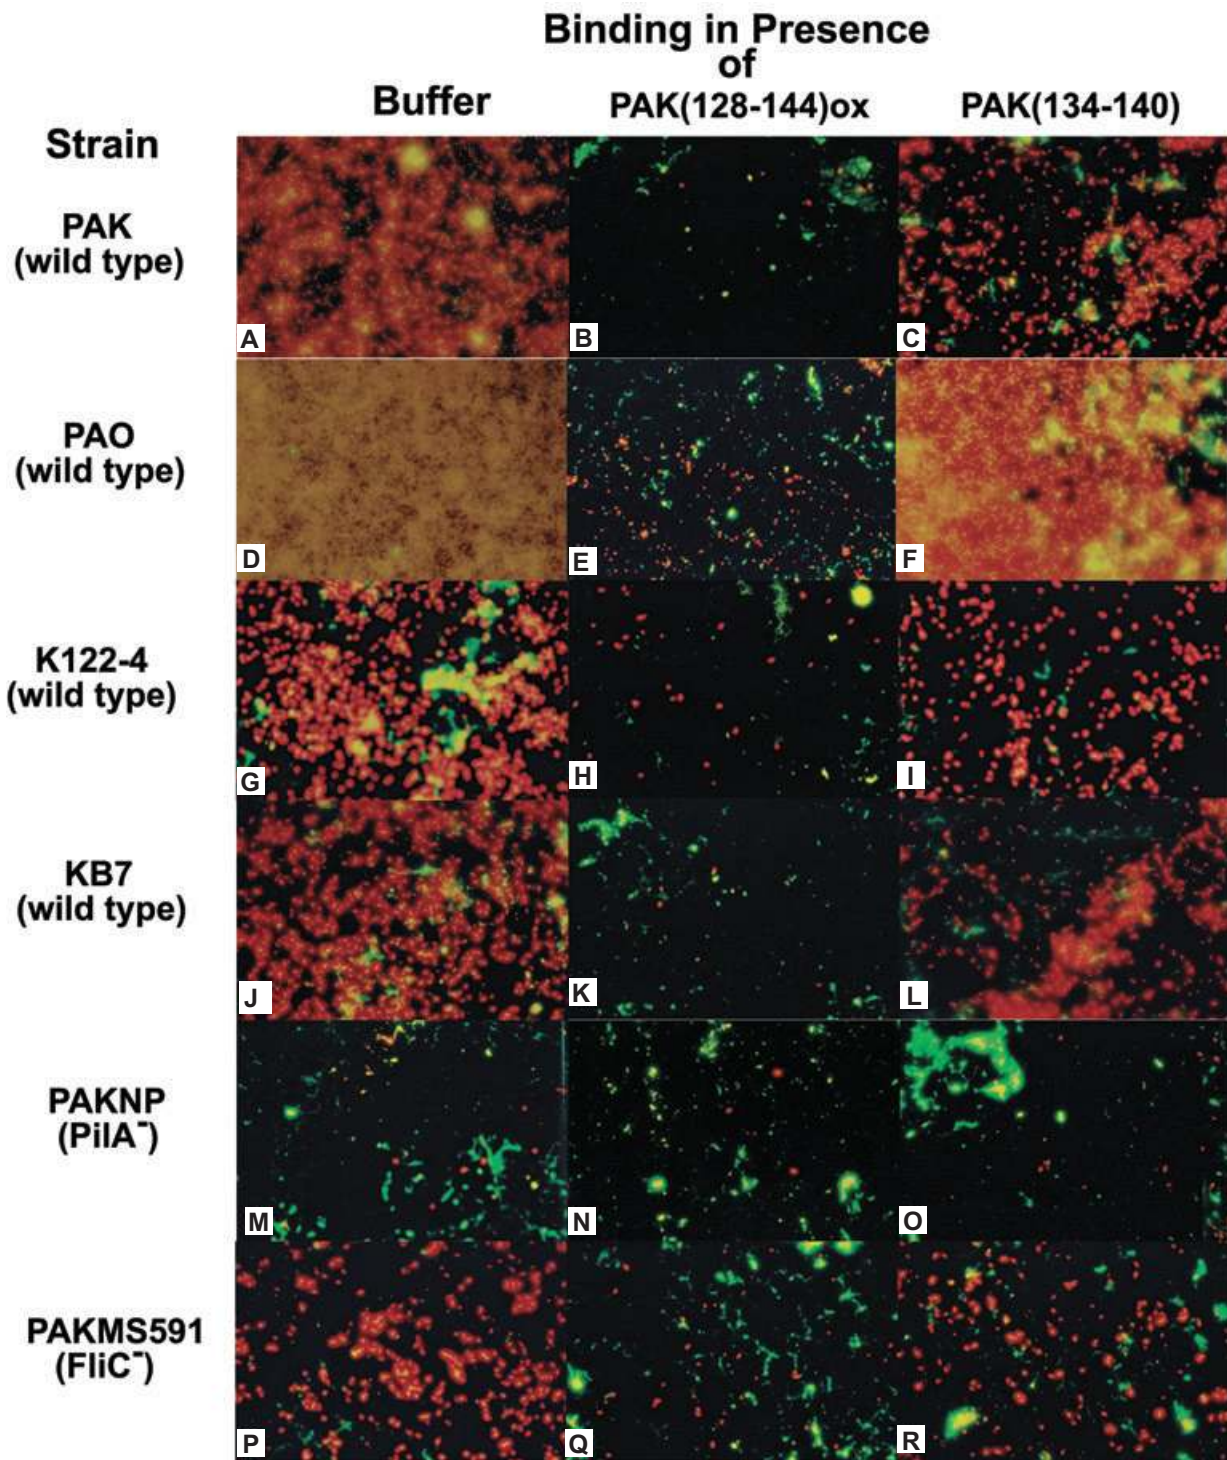 Binding in Presence
of
Buffer PAK(128-144)ox PAK(134-140)
Strain
PAK
(wild type)
A B C
PAO
(wild type)
D E F
K122-4
(wild type)
G H I
KB7
(wild type)
J K L
PAKNP
(PilA⁻)
M N O
PAKMS591
(FliC⁻)
P Q R